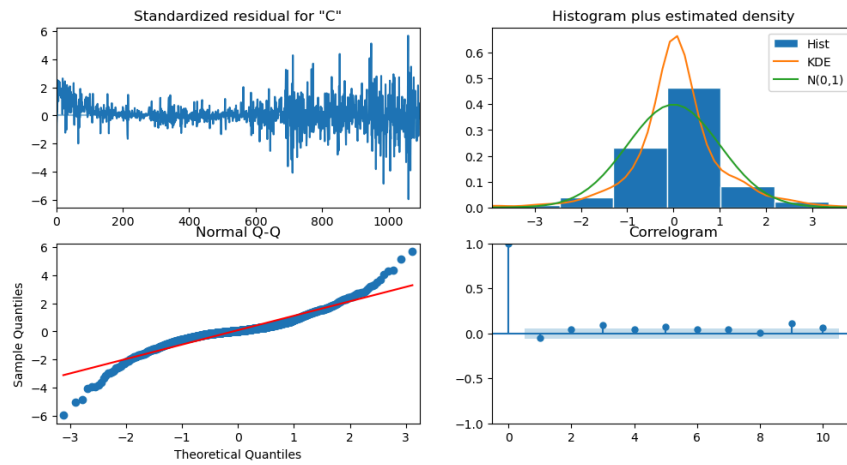 Standardized residual for "C"
6
4
2
0
−2
−4
−6
0 200 400 600 800 1000
Histogram plus estimated density
Hist
KDE
N(0,1)
0.6
0.5
0.4
0.3
0.2
0.1
0.0
−3 −2 −1 0 1 2 3
Normal Q-Q
Sample Quantiles
6
4
2
0
−2
−4
−6
−3 −2 −1 0 1 2 3
Theoretical Quantiles
Correlogram
1.0
0.5
0.0
−0.5
−1.0
0 2 4 6 8 10